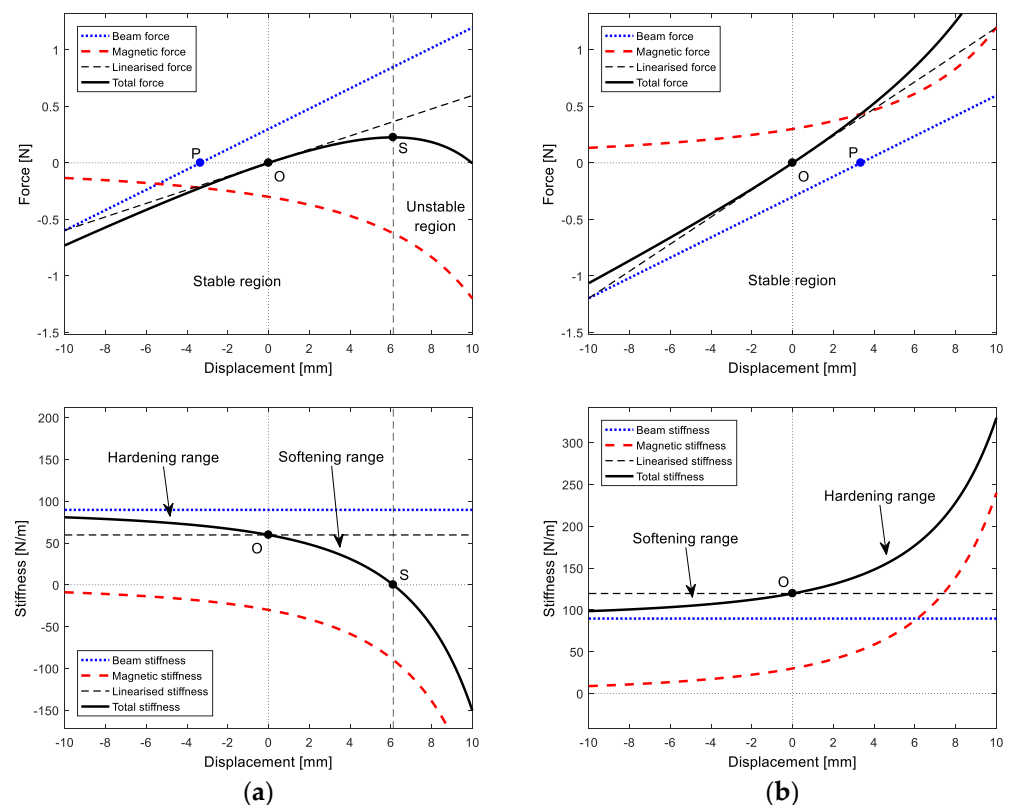 Force [N]
1
0.5
0
-0.5
-1
-1.5
Beam force
Magnetic force
Linearised force
Total force
P
O
S
Unstable
region
Stable region
-10 -8 -6 -4 -2 0 2 4 6 8 10
Displacement [mm]
Force [N]
1
0.5
0
-0.5
-1
-1.5
Beam force
Magnetic force
Linearised force
Total force
P
O
Stable region
-10 -8 -6 -4 -2 0 2 4 6 8 10
Displacement [mm]
Stiffness [N/m]
200
150
100
50
0
-50
-100
-150
Hardening range
Softening range
O
S
Beam stiffness
Magnetic stiffness
Linearised stiffness
Total stiffness
-10 -8 -6 -4 -2 0 2 4 6 8 10
Displacement [mm]
(a)
Stiffness [N/m]
300
250
200
150
100
50
0
Beam stiffness
Magnetic stiffness
Linearised stiffness
Total stiffness
Hardening range
Softening range
O
-10 -8 -6 -4 -2 0 2 4 6 8 10
Displacement [mm]
(b)